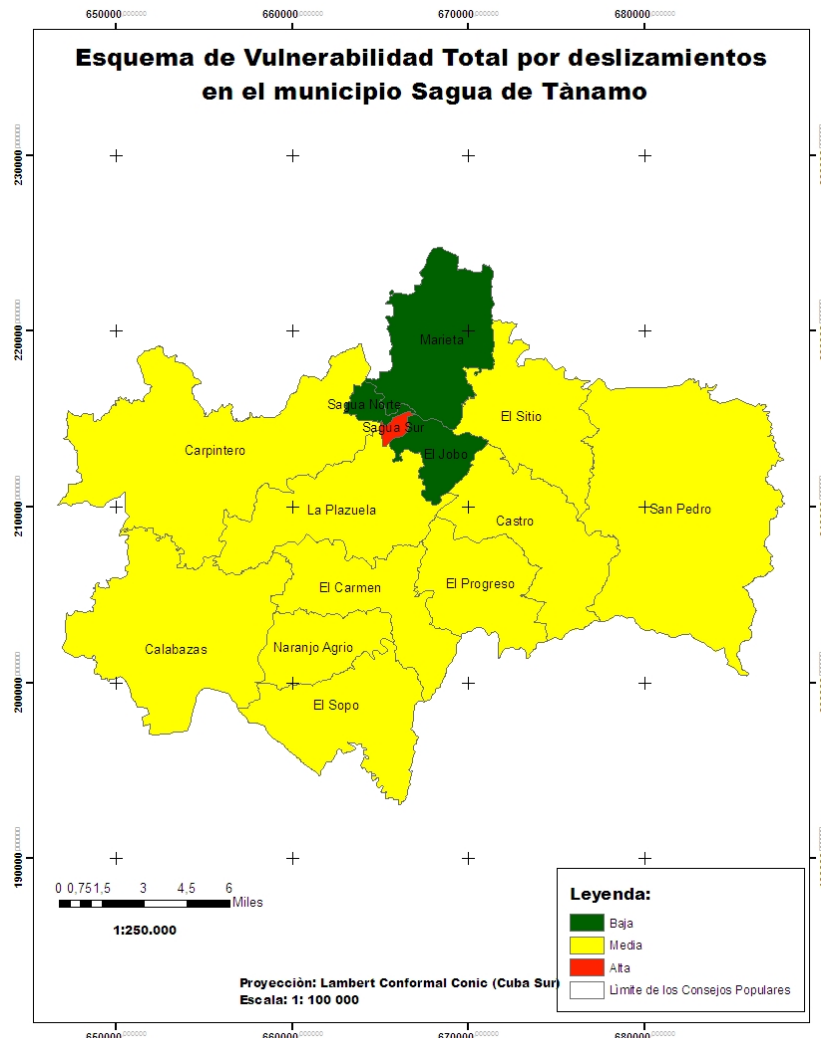 650000 660000 670000 680000
Esquema de Vulnerabilidad Total por deslizamientos
en el municipio Sagua de Tànamo
230000
220000
210000
200000
190000
Marieta
Sagua Norte
El Sitio
Sagua Sur
Carpintero
El Jobo
La Plazuela
Castro
San Pedro
El Carmen
El Progreso
Calabazas
Naranjo Agrio
El Sopo
0 0,75 1,5 3 4,5 6
Miles
1:250.000
Leyenda:
Baja
Media
Alta
Lìmite de los Consejos Populares
Proyecciòn: Lambert Conformal Conic (Cuba Sur)
Escala: 1: 100 000
650000 660000 670000 680000